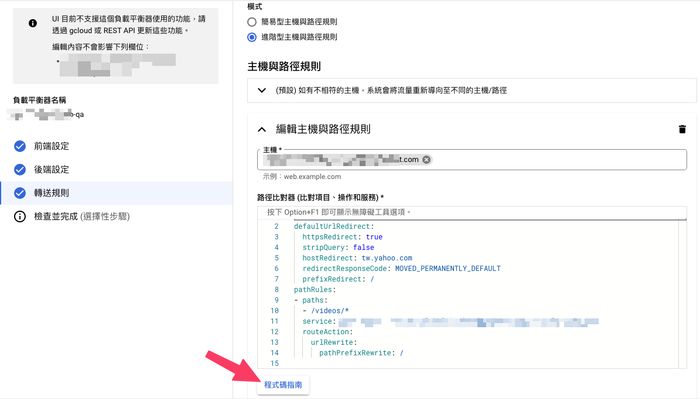 UI 目前不支援這個負載平衡器使用的功能，請
透過 gcloud 或 REST API 更新這些功能。
編輯內容不會影響下列欄位：
負載平衡器名稱
o-qa
前端設定
後端設定
轉送規則
檢查並完成 (選擇性步驟)
模式
簡易型主機與路徑規則
進階型主機與路徑規則
主機與路徑規則
(預設) 如有不相符的主機，系統會將流量重新導向至不同的主機/路徑
編輯主機與路徑規則
主機 *
t.com
示例：web.example.com
路徑比對器 (比對項目、操作和服務) *
按下 Option+F1 即可顯示無障礙工具選項。
2 defaultUrlRedirect:
3 httpsRedirect: true
4 stripQuery: false
5 hostRedirect: tw.yahoo.com
6 redirectResponseCode: MOVED_PERMANENTLY_DEFAULT
7 prefixRedirect: /
8 pathRules:
9 - paths:
10 - /videos/*
11 service:
12 routeAction:
13 urlRewrite:
14 pathPrefixRewrite: /
15
程式碼指南